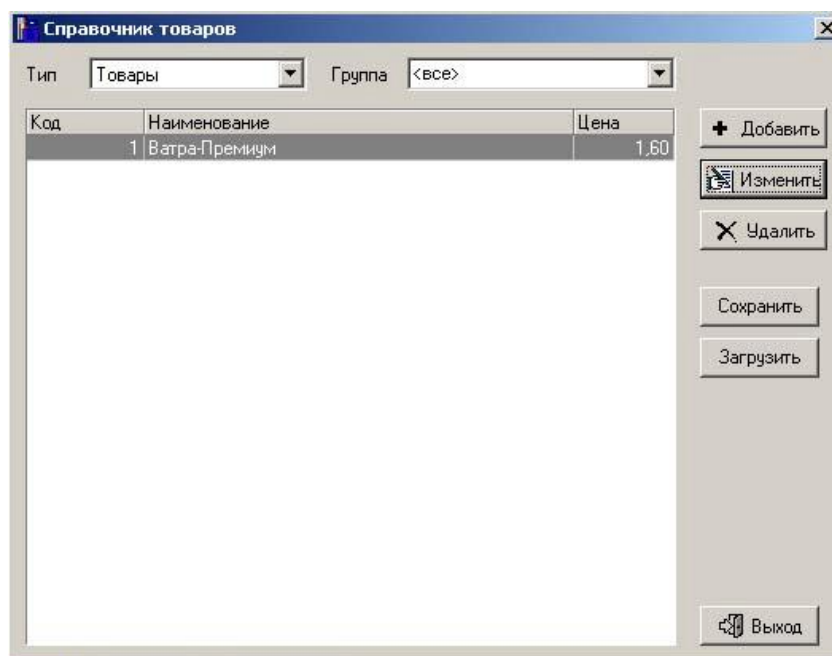 Справочник товаров
Тип Товары Группа <все>
Код Наименование Цена
1 Ватра-Премиум 1,60
Добавить
Изменить
Удалить
Сохранить
Загрузить
Выход